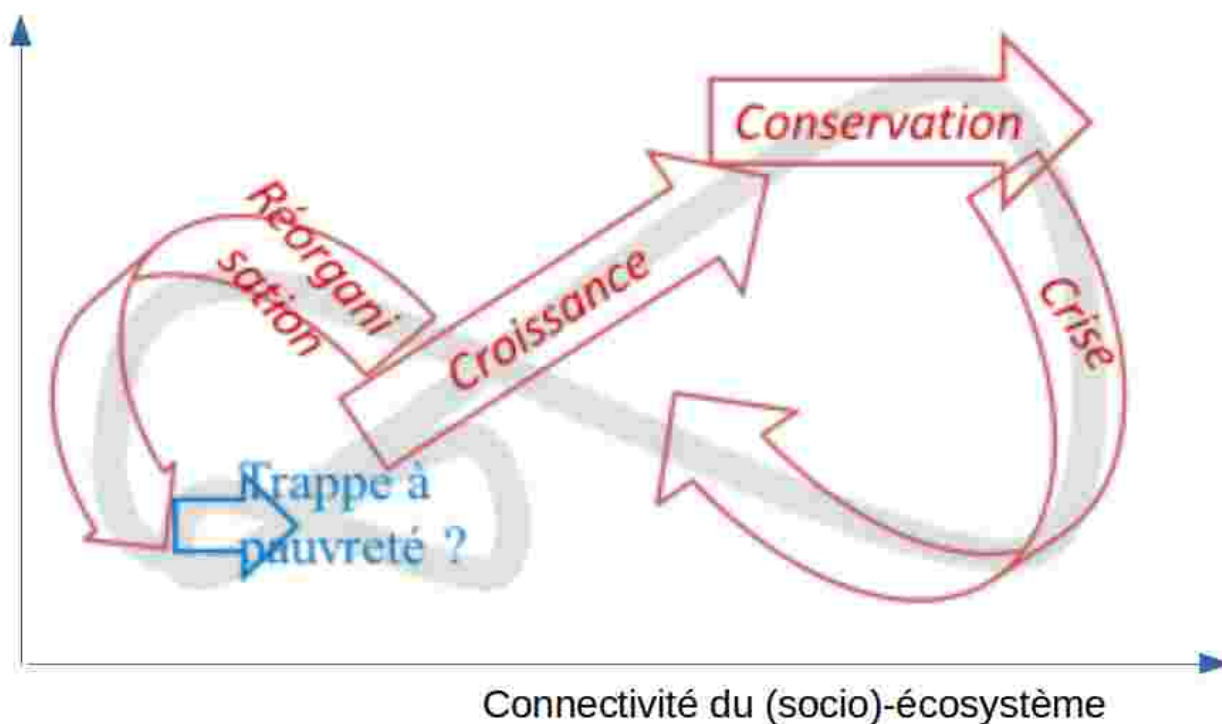 Conservation
Réorgani
sation
Croissance
Crise
Trappe à
pauvreté ?
Connectivité du (socio)-écosystème